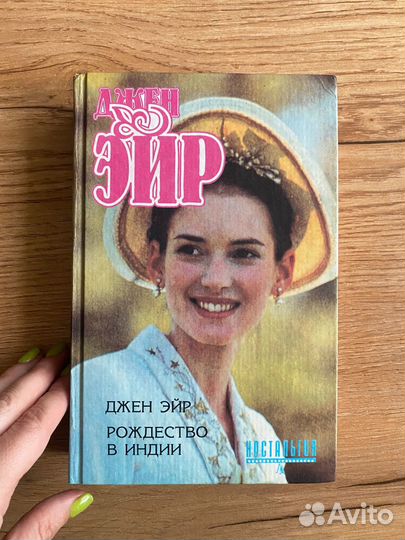 ДЖЕН
ЭЙР
ДЖЕН ЭЙР
РОЖДЕСТВО
В ИНДИИ
НОСТАЛЬГИЯ
Avito